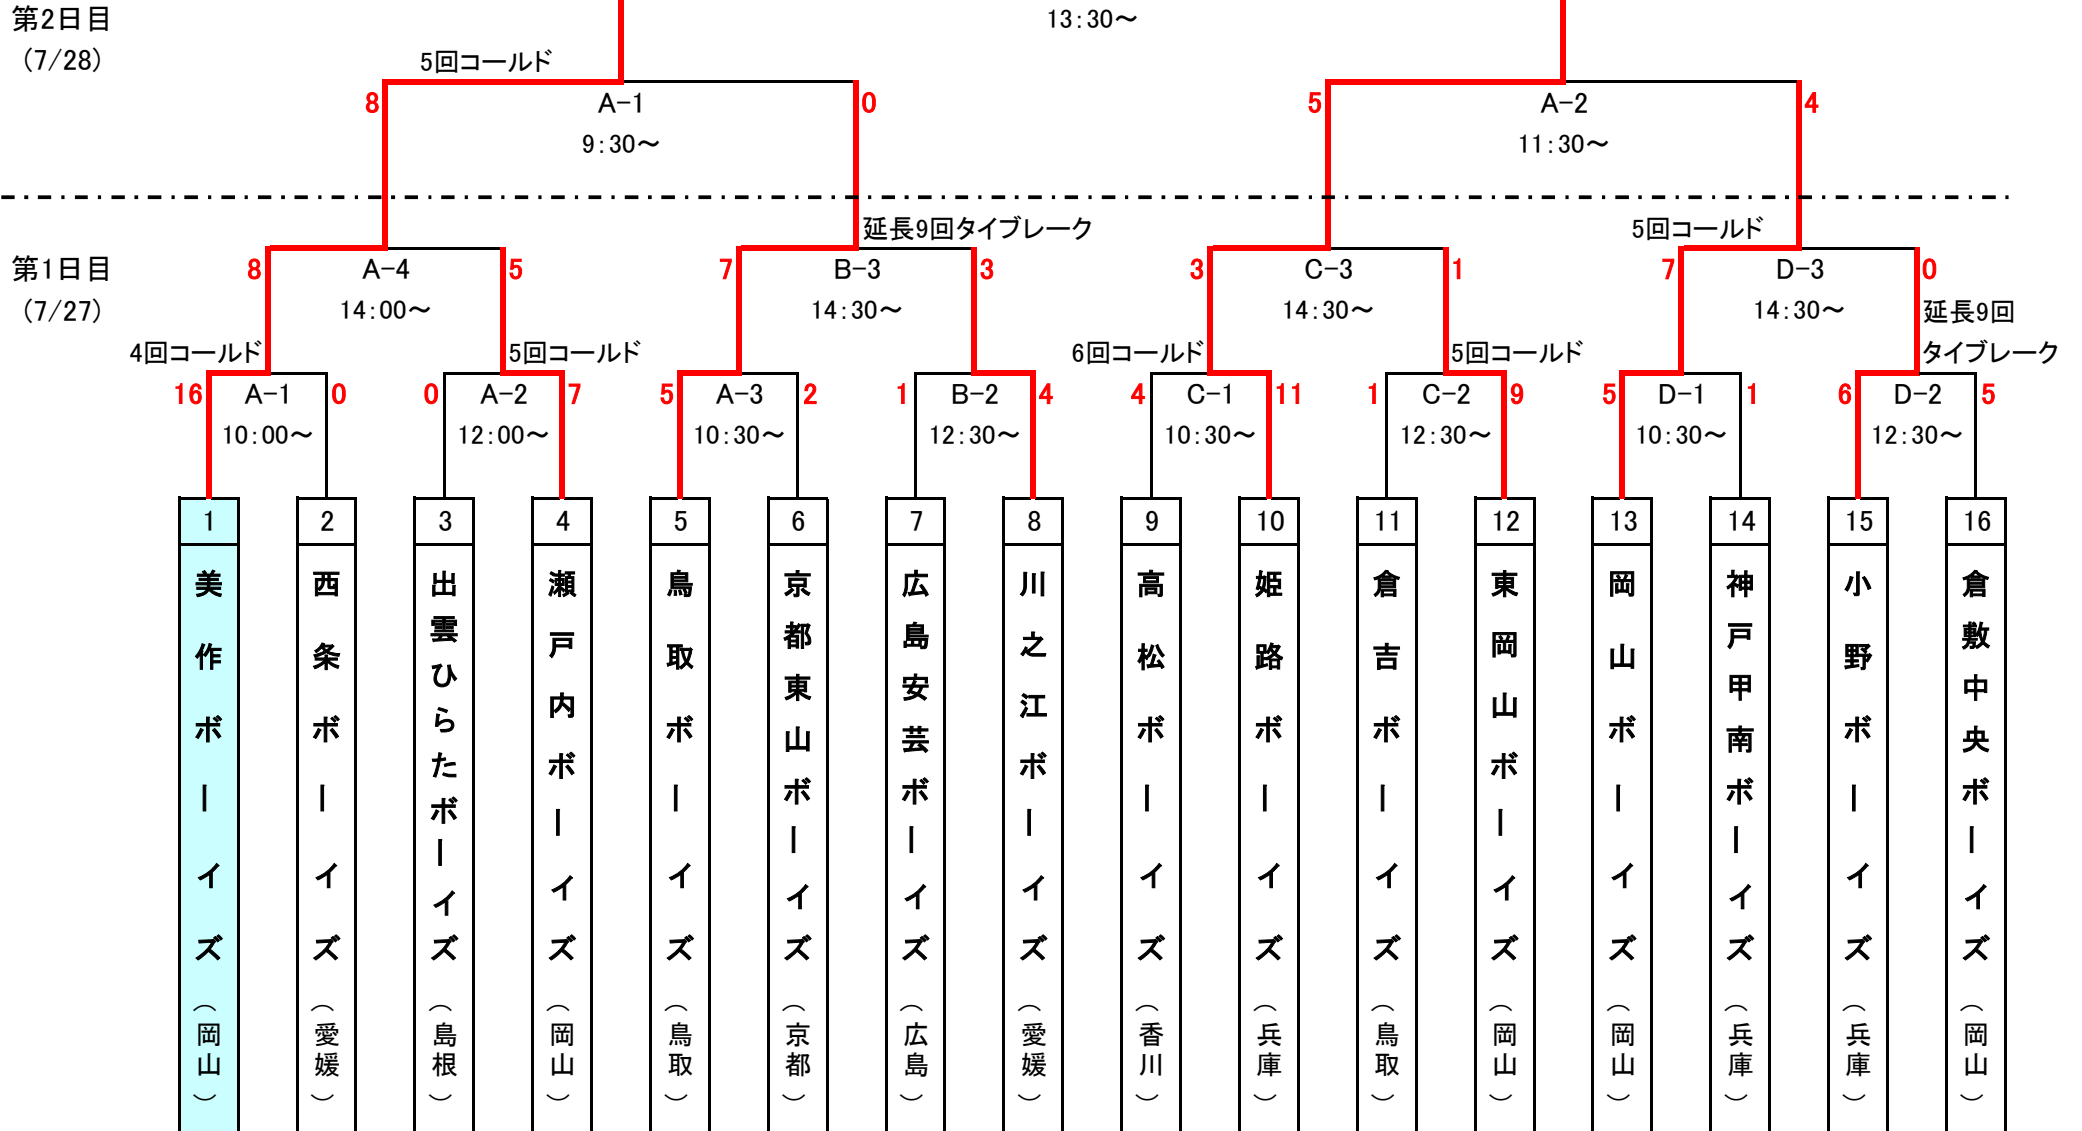 第2日目
(7/28)
13:30～
5回コールド
8
A-1
0
9:30～
5
A-2
4
11:30～
第1日目
(7/27)
8
A-4
5
14:00～
延長9回タイブレーク
7
B-3
3
14:30～
3
C-3
1
14:30～
5回コールド
7
D-3
0
14:30～
4回コールド
16
A-1
0
10:00～
5回コールド
0
A-2
7
12:00～
5
A-3
2
10:30～
1
B-2
4
12:30～
6回コールド
4
C-1
11
10:30～
5回コールド
1
C-2
9
12:30～
5
D-1
1
10:30～
延長9回
タイブレーク
6
D-2
5
12:30～
1
美作ボーイズ(岡山)
2
西条ボーイズ(愛媛)
3
出雲ひらたボーイズ(島根)
4
瀬戸内ボーイズ(岡山)
5
鳥取ボーイズ(鳥取)
6
京都東山ボーイズ(京都)
7
広島安芸ボーイズ(広島)
8
川之江ボーイズ(愛媛)
9
高松ボーイズ(香川)
10
姫路ボーイズ(兵庫)
11
倉吉ボーイズ(鳥取)
12
東岡山ボーイズ(岡山)
13
岡山ボーイズ(岡山)
14
神戸甲南ボーイズ(兵庫)
15
小野ボーイズ(兵庫)
16
倉敷中央ボーイズ(岡山)